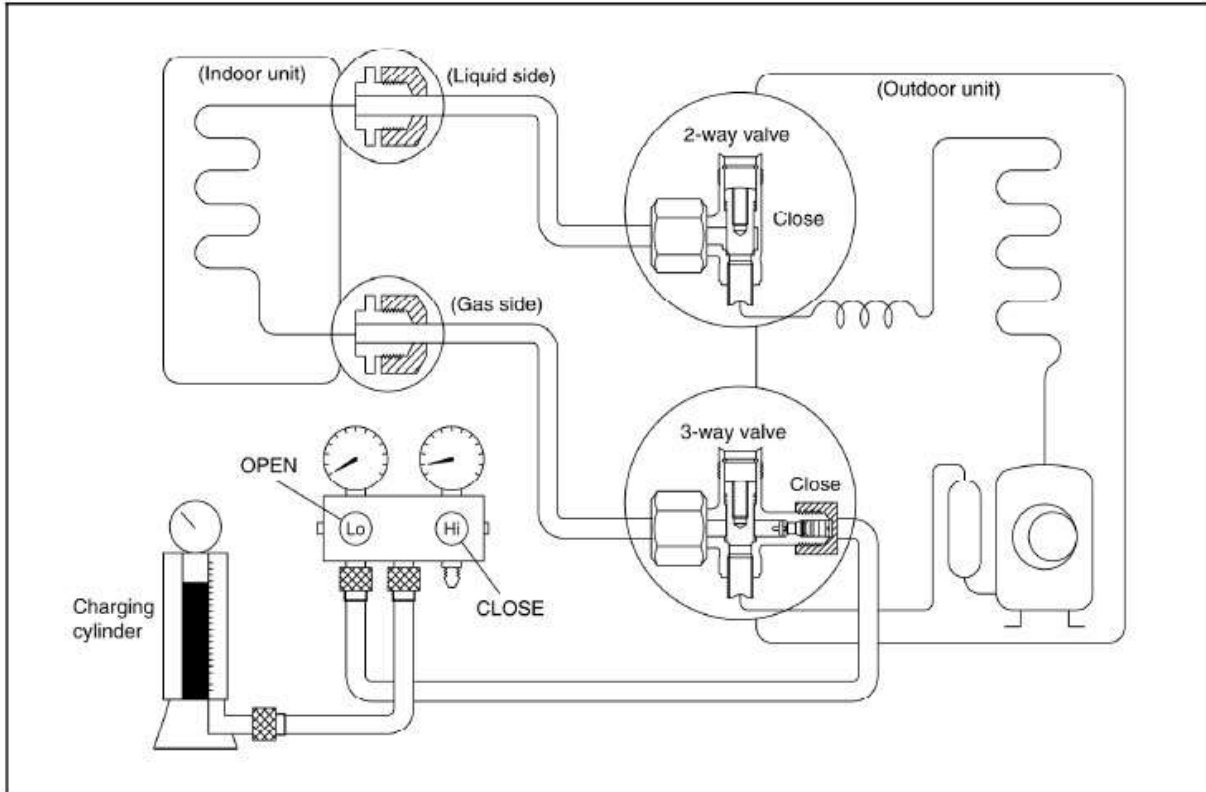 (Indoor unit)
(Liquid side)
(Outdoor unit)
2-way valve
Close
(Gas side)
3-way valve
Close
OPEN
Lo
Hi
CLOSE
Charging
cylinder